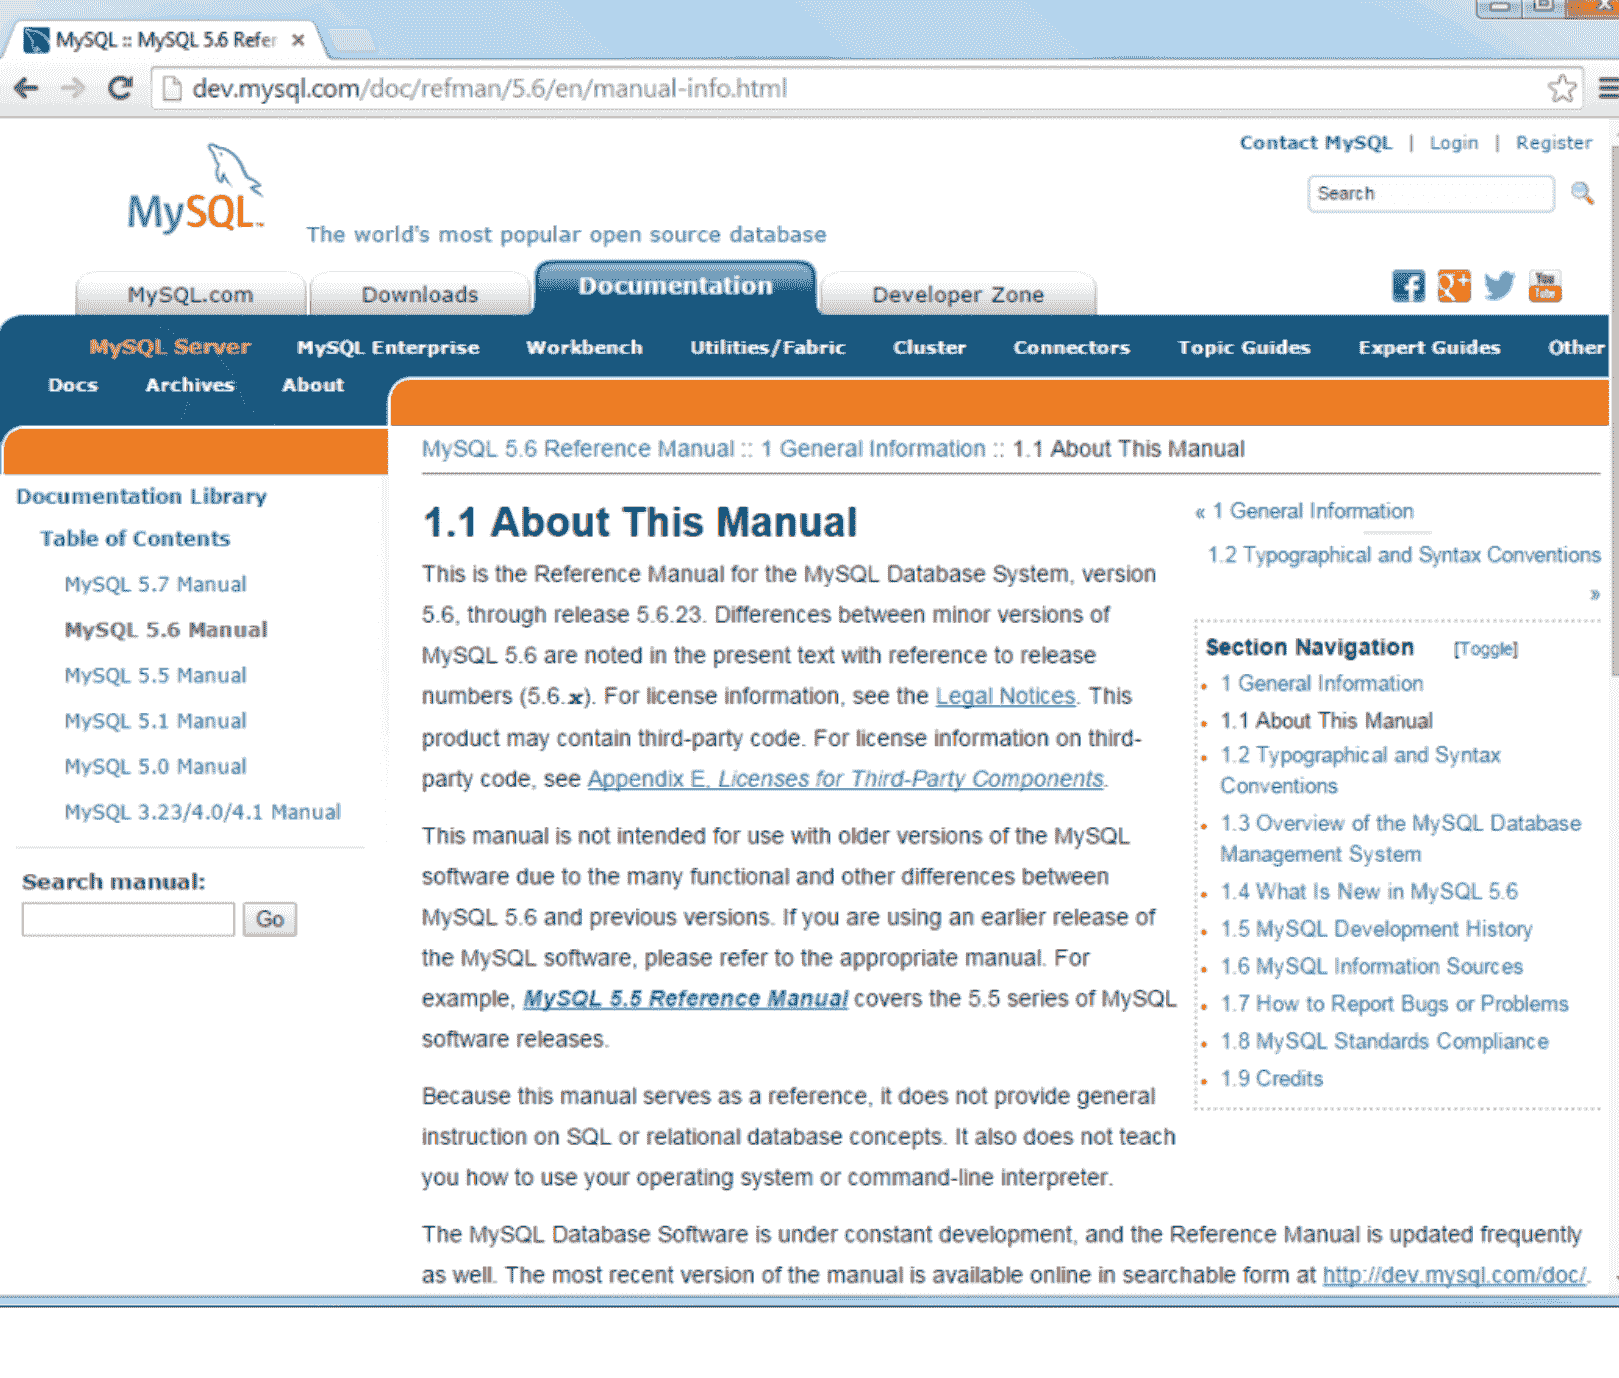 MySQL :: MySQL 5.6 Refer
dev.mysql.com/doc/refman/5.6/en/manual-info.html
Contact MySQL | Login | Register
Search
MySQL™
The world's most popular open source database
MySQL.com Downloads Documentation Developer Zone
You Tube
MySQL Server MySQL Enterprise Workbench Utilities/Fabric Cluster Connectors Topic Guides Expert Guides Other
Docs Archives About
MySQL 5.6 Reference Manual :: 1 General Information :: 1.1 About This Manual
Documentation Library
Table of Contents
MySQL 5.7 Manual
MySQL 5.6 Manual
MySQL 5.5 Manual
MySQL 5.1 Manual
MySQL 5.0 Manual
MySQL 3.23/4.0/4.1 Manual
Search manual:
Go
1.1 About This Manual
This is the Reference Manual for the MySQL Database System, version
5.6, through release 5.6.23. Differences between minor versions of
MySQL 5.6 are noted in the present text with reference to release
numbers (5.6.x). For license information, see the Legal Notices. This
product may contain third-party code. For license information on third-
party code, see Appendix E, Licenses for Third-Party Components.
This manual is not intended for use with older versions of the MySQL
software due to the many functional and other differences between
MySQL 5.6 and previous versions. If you are using an earlier release of
the MySQL software, please refer to the appropriate manual. For
example, MySQL 5.5 Reference Manual covers the 5.5 series of MySQL
software releases.
Because this manual serves as a reference, it does not provide general
instruction on SQL or relational database concepts. It also does not teach
you how to use your operating system or command-line interpreter.
The MySQL Database Software is under constant development, and the Reference Manual is updated frequently
as well. The most recent version of the manual is available online in searchable form at http://dev.mysql.com/doc/.
« 1 General Information
1.2 Typographical and Syntax Conventions
»
Section Navigation [Toggle]
1 General Information
1.1 About This Manual
1.2 Typographical and Syntax
Conventions
1.3 Overview of the MySQL Database
Management System
1.4 What Is New in MySQL 5.6
1.5 MySQL Development History
1.6 MySQL Information Sources
1.7 How to Report Bugs or Problems
1.8 MySQL Standards Compliance
1.9 Credits